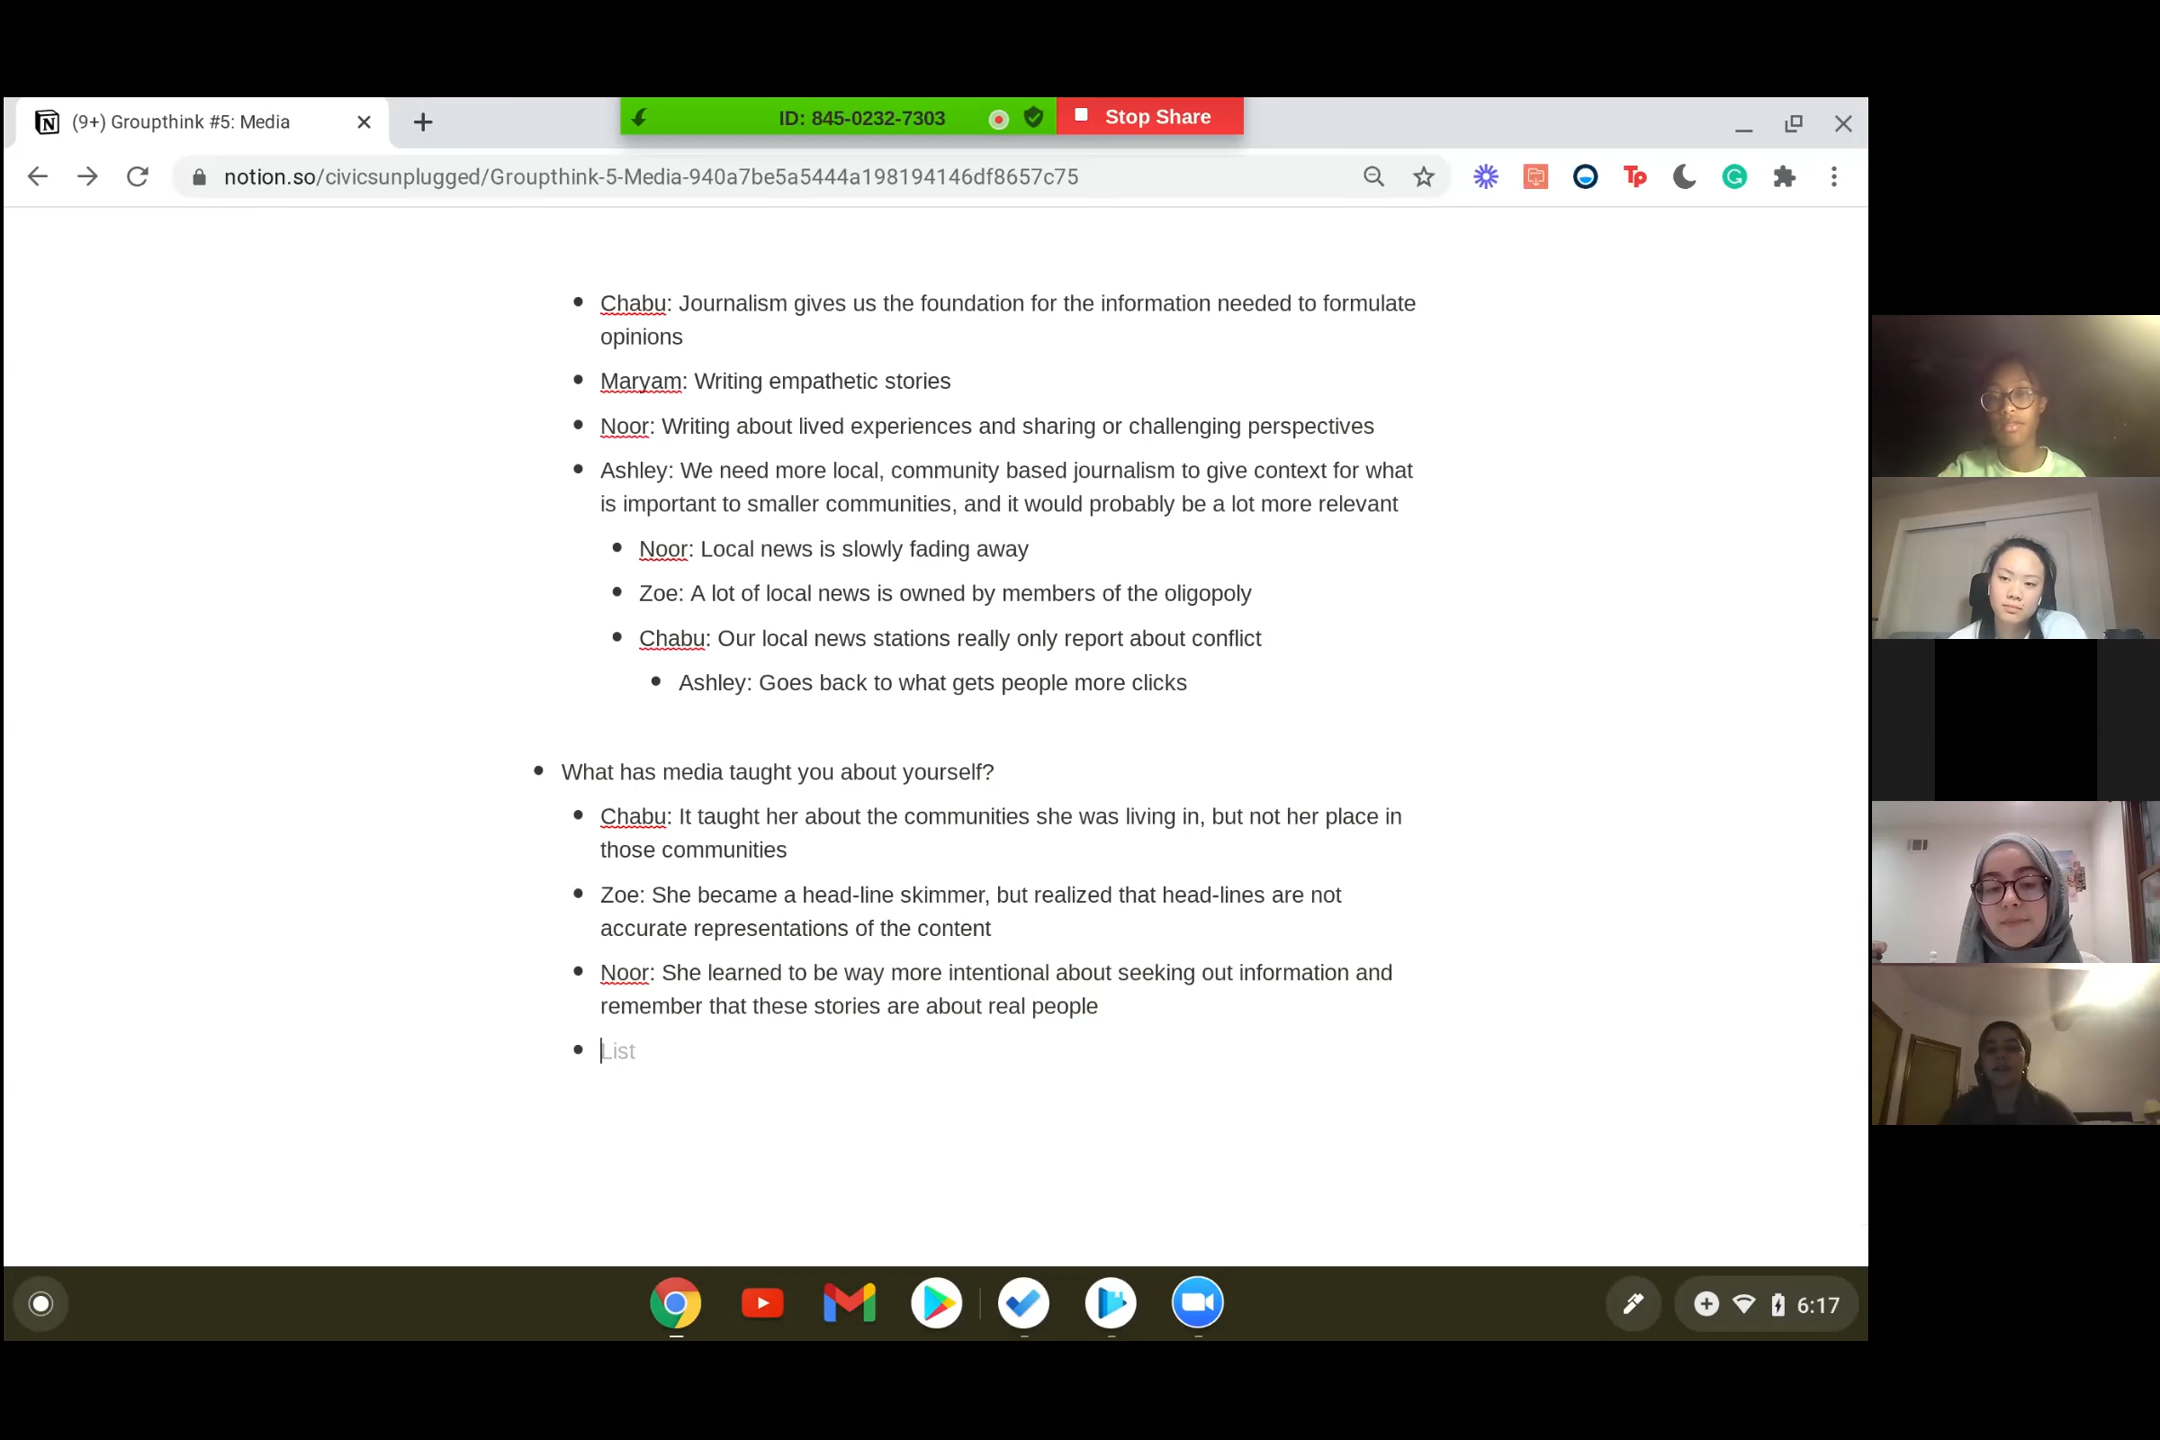 (9+) Groupthink #5: Media
ID: 845-0232-7303
Stop Share
notion.so/civicsunplugged/Groupthink-5-Media-940a7be5a5444a198194146df8657c75
Tp
Chabu: Journalism gives us the foundation for the information needed to formulate
opinions
Maryam: Writing empathetic stories
Noor: Writing about lived experiences and sharing or challenging perspectives
Ashley: We need more local, community based journalism to give context for what
is important to smaller communities, and it would probably be a lot more relevant
Noor: Local news is slowly fading away
Zoe: A lot of local news is owned by members of the oligopoly
Chabu: Our local news stations really only report about conflict
Ashley: Goes back to what gets people more clicks
What has media taught you about yourself?
Chabu: It taught her about the communities she was living in, but not her place in
those communities
Zoe: She became a head-line skimmer, but realized that head-lines are not
accurate representations of the content
Noor: She learned to be way more intentional about seeking out information and
remember that these stories are about real people
List
6:17